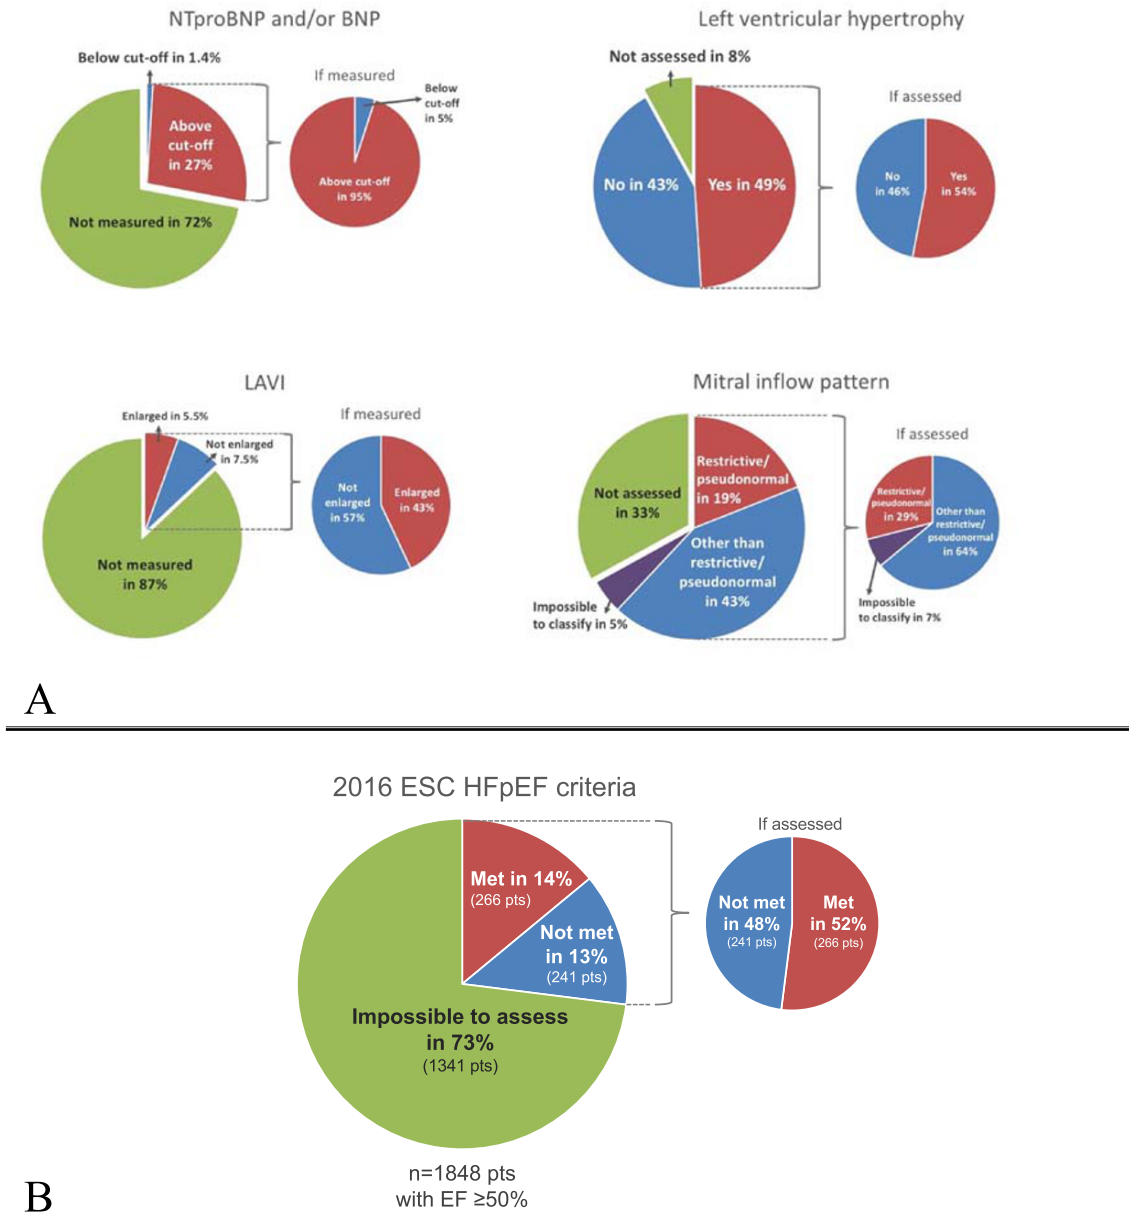 NTproBNP and/or BNP
Below cut-off in 1.4%
Above
cut-off
in 27%
Not measured in 72%
If measured
Below
cut-off
in 5%
Above cut-off
in 95%
Left ventricular hypertrophy
Not assessed in 8%
No in 43%
Yes in 49%
If assessed
No
in 46%
Yes
in 54%
LAVI
Enlarged in 5.5%
Not enlarged
in 7.5%
Not measured
in 87%
If measured
Not
enlarged
in 57%
Enlarged
in 43%
Mitral inflow pattern
Not assessed
in 33%
Restrictive/
pseudonormal
in 19%
Other than
restrictive/
pseudonormal
in 43%
Impossible
to classify in 5%
If assessed
Restrictive/
pseudonormal
in 29%
Other than
restrictive/
pseudonormal
in 64%
Impossible
to classify in 7%
A
2016 ESC HFpEF criteria
Met in 14%
(266 pts)
Not met
in 13%
(241 pts)
Impossible to assess
in 73%
(1341 pts)
If assessed
Not met
in 48%
(241 pts)
Met
in 52%
(266 pts)
n=1848 pts
with EF ≥50%
B